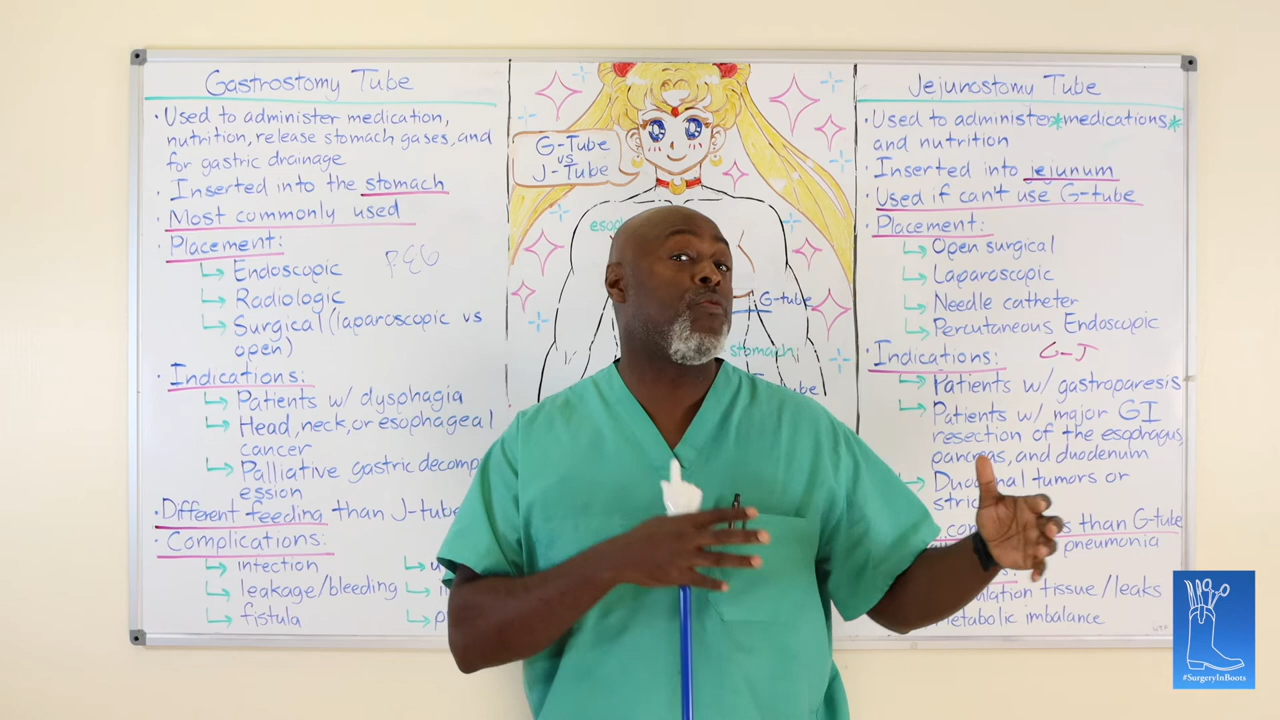 Gastrostomy Tube
· Used to administer medication,
nutrition, release stomach gases, and
for gastric drainage
· Inserted into the stomach
· Most commonly used
· Placement:
Endoscopic
PEG
Radiologic
Surgical (laparoscopic vs
open)
· Indications:
Patients w/ dysphagia
Head, neck, or esophageal
cancer
Palliative gastric decomp
ession
· Different feeding than J-tube
· Complications:
infection
leakage/bleeding
fistula
G-Tube
vs
J-Tube
G-tube
stomach
Jejunostomy Tube
· Used to administer *medications*
and nutrition
· Inserted into jejunum
· Used if can't use G-tube
· Placement:
Open surgical
Laparoscopic
Needle catheter
Percutaneous Endoscopic
G-J
· Indications:
Patients w/ gastroparesis
Patients w/ major GI
resection of the esophagus,
pancreas, and duodenum
tumors or
than G-tube
pneumonia
tissue/leaks
metabolic imbalance
#SurgeryInBoots